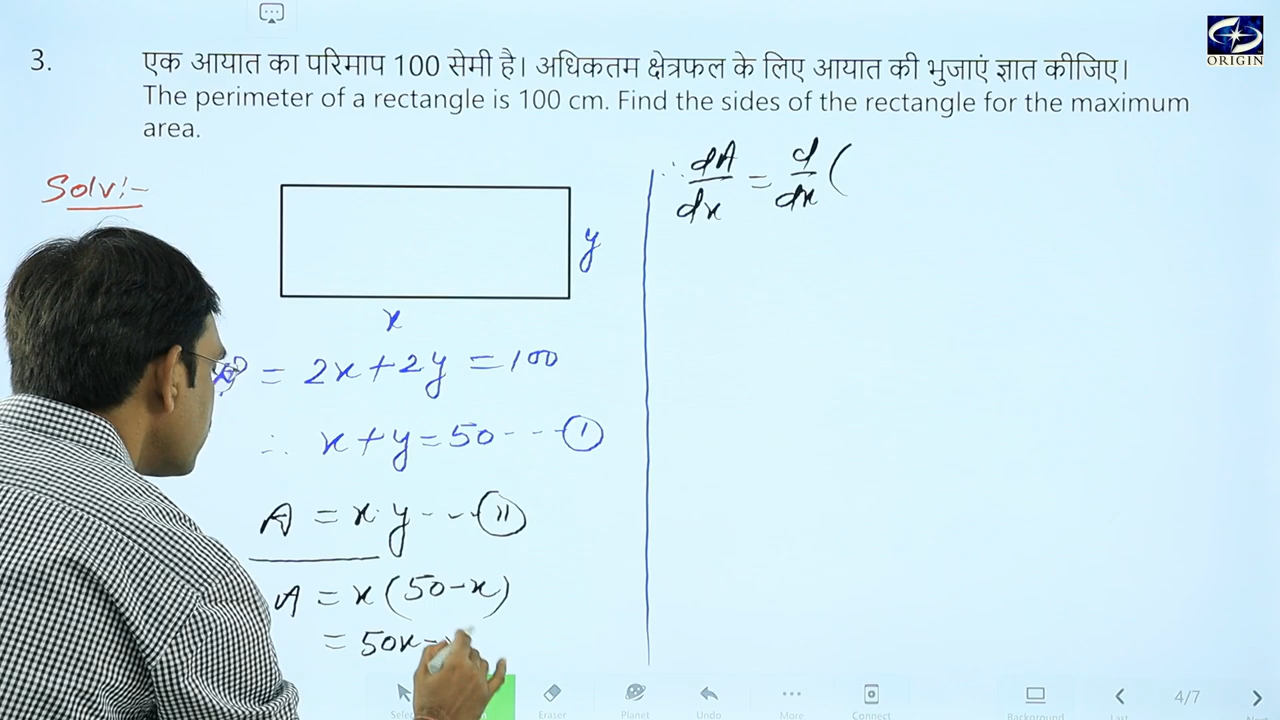 ORIGIN
3. एक आयात का परिमाप 100 सेमी है। अधिकतम क्षेत्रफल के लिए आयात की भुजाएं ज्ञात कीजिए।
The perimeter of a rectangle is 100 cm. Find the sides of the rectangle for the maximum
area.
Solv:-
y
x
= 2x+2y = 100
∴ x+y=50---(I)
A = x.y---(II)
A = x(50-x)
= 50x-
∴ dA/dx = d/dx (
Eraser
Planet
Undo
More
Connect
Background
4/7